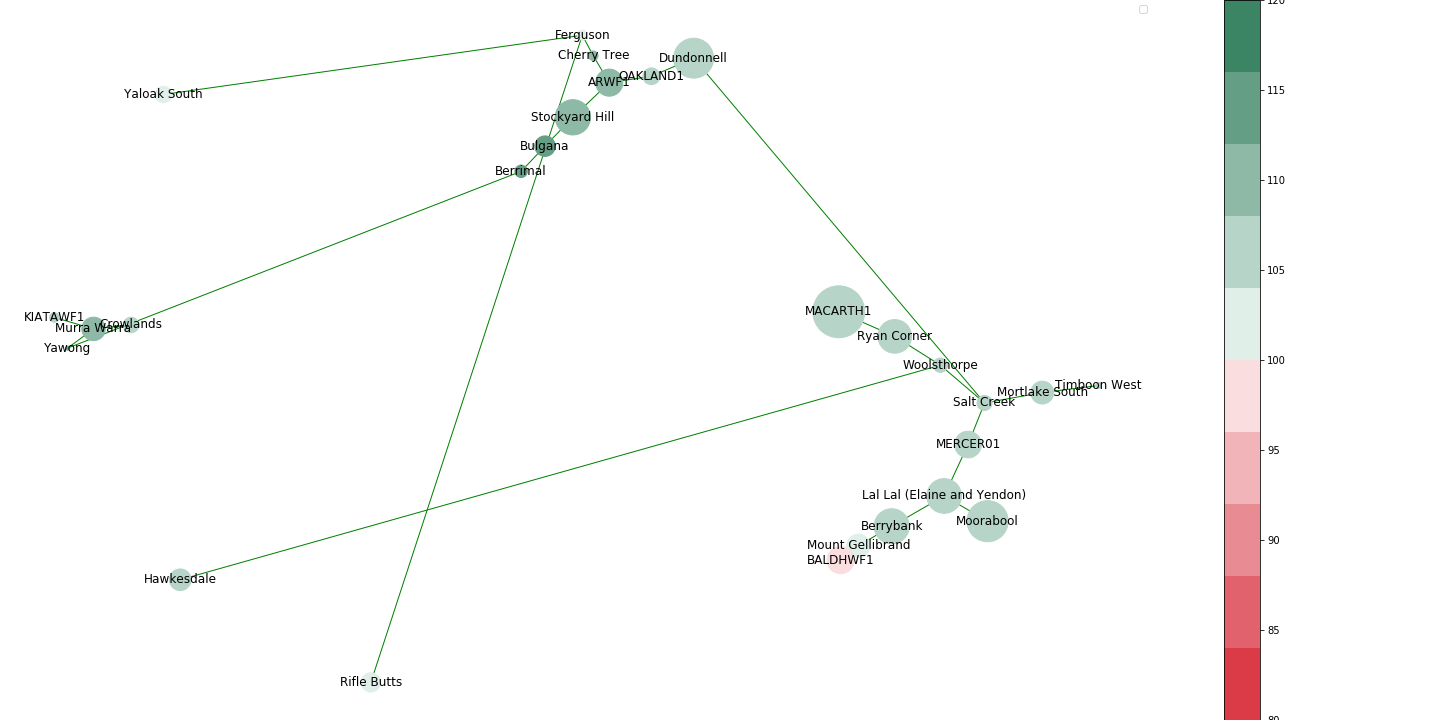 120
Ferguson
Cherry Tree
Dundonnell
OAKLAND1
ARWF1
Yaloak South
115
Stockyard Hill
Bulgana
Berrimal
110
105
MACARTH1
KIATAWF1
Crowlands
Murra Warra
Ryan Corner
Yawong
100
Woolsthorpe
Timboon West
Mortlake South
Salt Creek
MERCER01
95
Lal Lal (Elaine and Yendon)
Moorabool
Berrybank
90
Mount Gellibrand
BALDHWF1
Hawkesdale
85
Rifle Butts
80